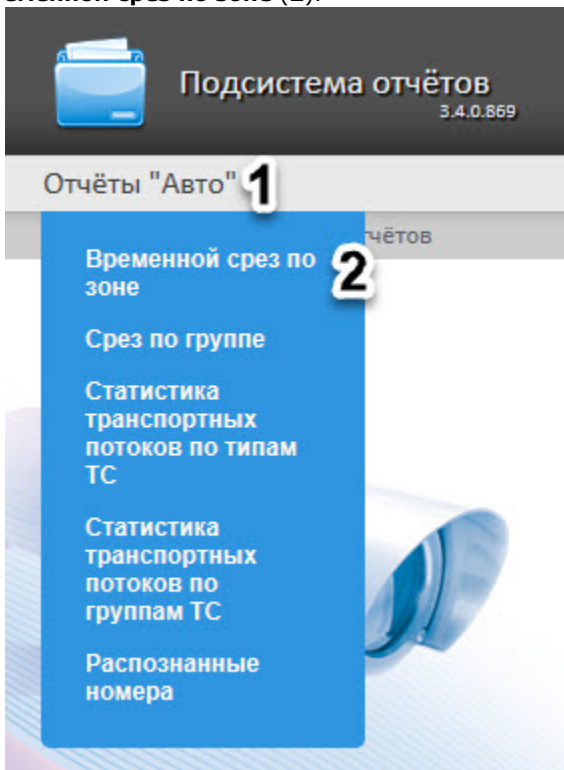 Подсистема отчётов
3.4.0.869
Отчёты "Авто" 1
чётов
Временной срез по 2
зоне
Срез по группе
Статистика
транспортных
потоков по типам
ТС
Статистика
транспортных
потоков по
группам ТС
Распознанные
номера